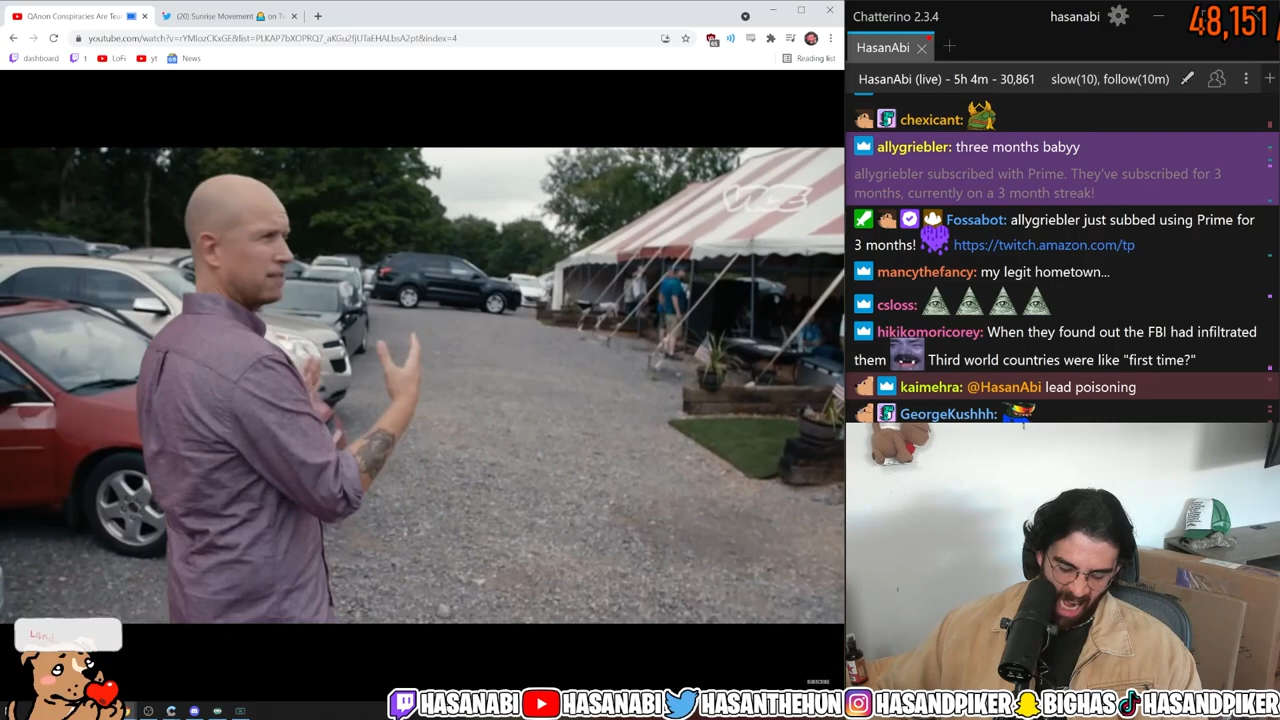 QAnon Conspiracies Are Tea
(20) Sunrise Movement
on T
youtube.com/watch?v=rYMIozCKxGE&list=PLKAP7bXOPRQ7_aKGu2fjUTaEHALbsA2pt&index=4
dashboard
t
LoFi
yt
News
Reading list
VICE
SUBSCRIBE
Land
Chatterino 2.3.4
hasanabi
48,151
HasanAbi
HasanAbi (live) - 5h 4m - 30,861
slow(10), follow(10m)
chexicant:
allygriebler: three months babyy
allygriebler subscribed with Prime. They've subscribed for 3
months, currently on a 3 month streak!
Fossabot: allygriebler just subbed using Prime for
3 months! https://twitch.amazon.com/tp
mancythefancy: my legit hometown...
csloss:
hikikomoricorey: When they found out the FBI had infiltrated
them Third world countries were like "first time?"
kaimehra: @HasanAbi lead poisoning
GeorgeKushhh:
HASANABI HASANABI HASANTHEHUN HASANDPIKER BIGHAS HASANDPIKER